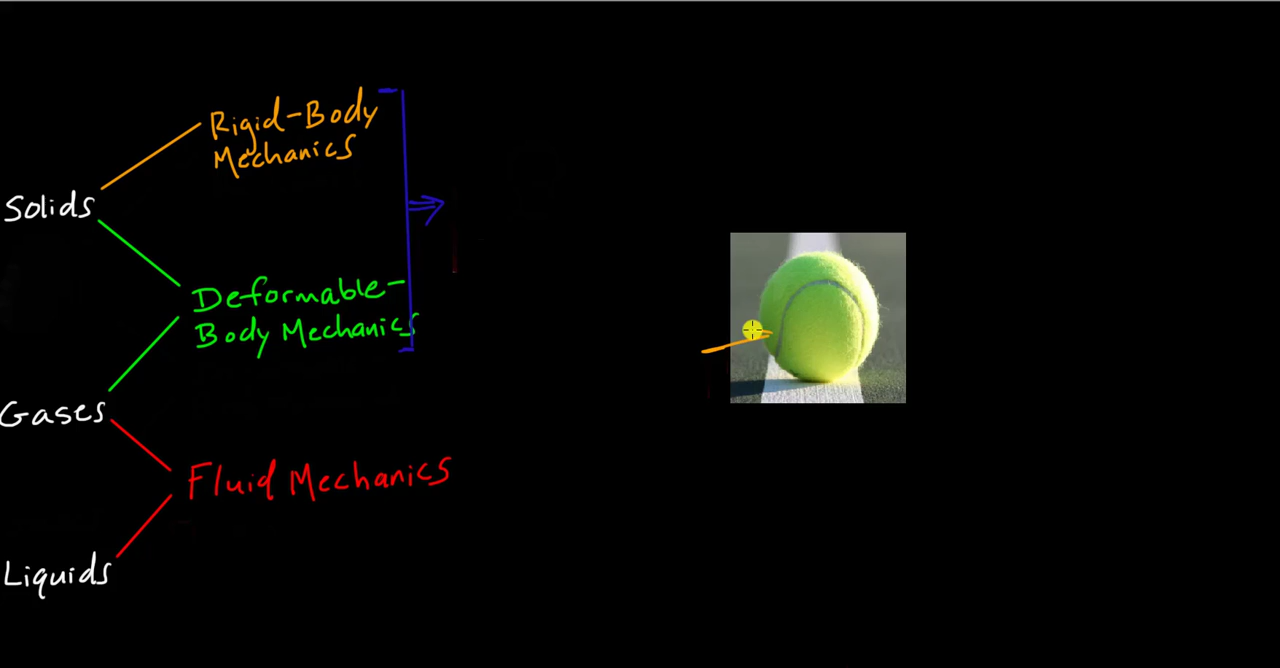 Rigid-Body
Mechanics
Solids
Deformable-
Body Mechanics
Gases
Fluid Mechanics
Liquids